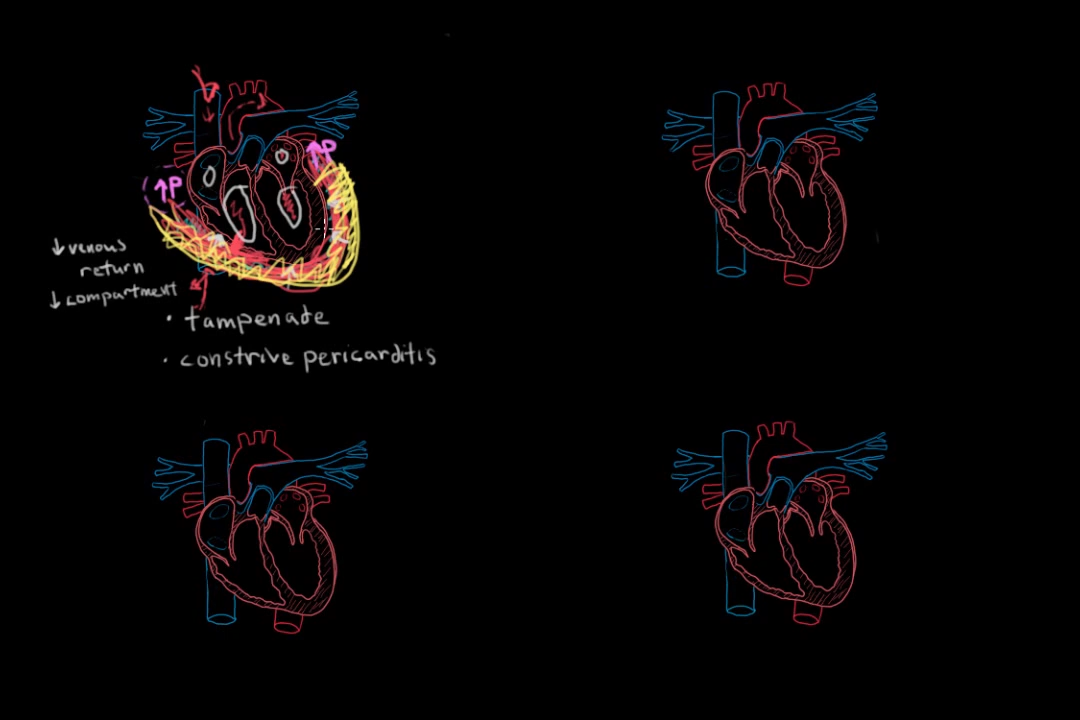 ↑P
↑P
↓ venous
return
↓ compartment
• tampenade
• constrive pericarditis